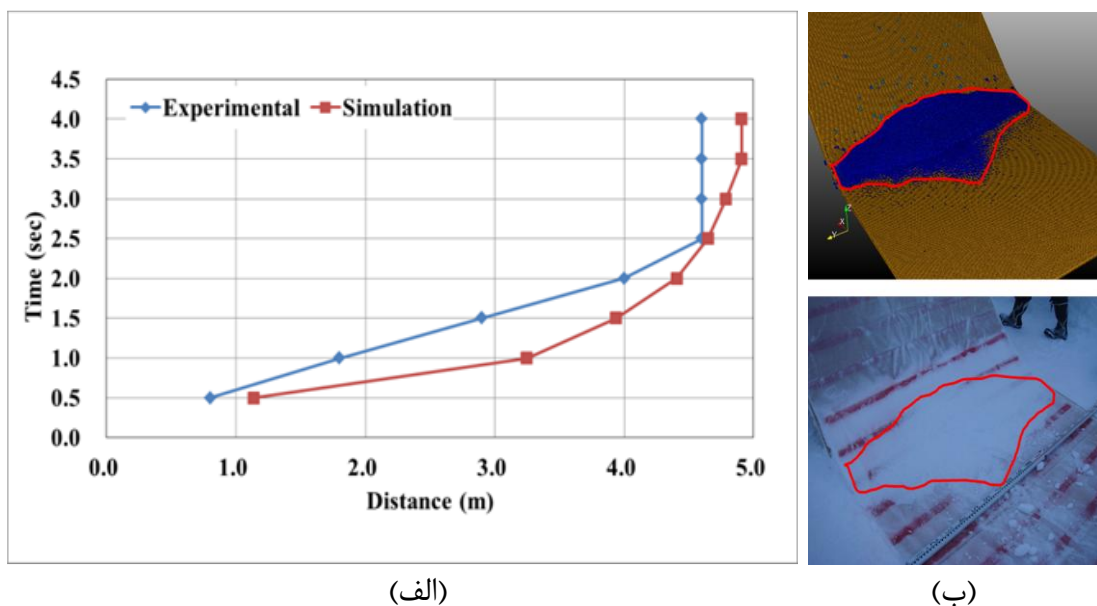 4.5
4.0
3.5
3.0
2.5
2.0
1.5
1.0
0.5
0.0
Time (sec)
Experimental Simulation
0.0 1.0 2.0 3.0 4.0 5.0
Distance (m)
Z
X
Y
(الف)
(ب)